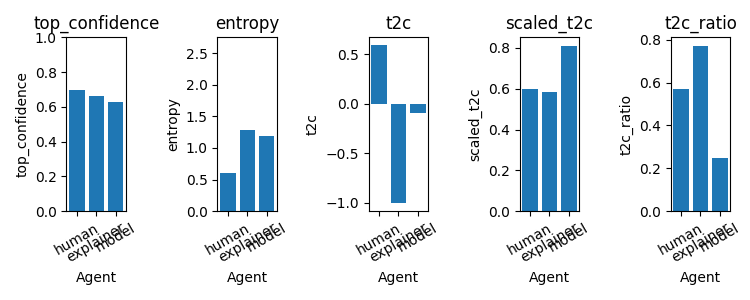 top_confidence
top_confidence
1.0
0.8
0.6
0.4
0.2
0.0
human
explainer
model
Agent
entropy
entropy
2.5
2.0
1.5
1.0
0.5
0.0
human
explainer
model
Agent
t2c
t2c
0.5
0.0
−0.5
−1.0
human
explainer
model
Agent
scaled_t2c
scaled_t2c
0.8
0.6
0.4
0.2
0.0
human
explainer
model
Agent
t2c_ratio
t2c_ratio
0.8
0.6
0.4
0.2
0.0
human
explainer
model
Agent